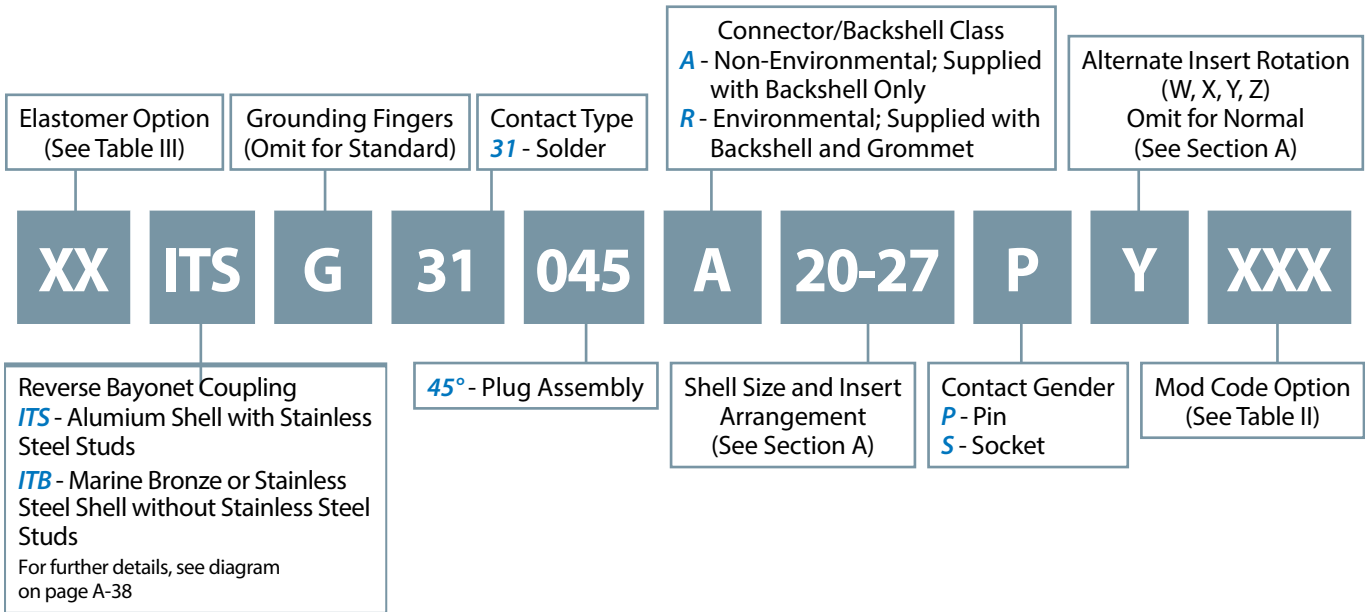 Connector/Backshell Class
A - Non-Environmental; Supplied
with Backshell Only
R - Environmental; Supplied with
Backshell and Grommet
Alternate Insert Rotation
(W, X, Y, Z)
Omit for Normal
(See Section A)
Elastomer Option
(See Table III)
Grounding Fingers
(Omit for Standard)
Contact Type
31 - Solder
XX ITS G 31 045 A 20-27 P Y XXX
Reverse Bayonet Coupling
ITS - Alumium Shell with Stainless
Steel Studs
ITB - Marine Bronze or Stainless
Steel Shell without Stainless Steel
Studs
For further details, see diagram
on page A-38
45° - Plug Assembly
Shell Size and Insert
Arrangement
(See Section A)
Contact Gender
P - Pin
S - Socket
Mod Code Option
(See Table II)